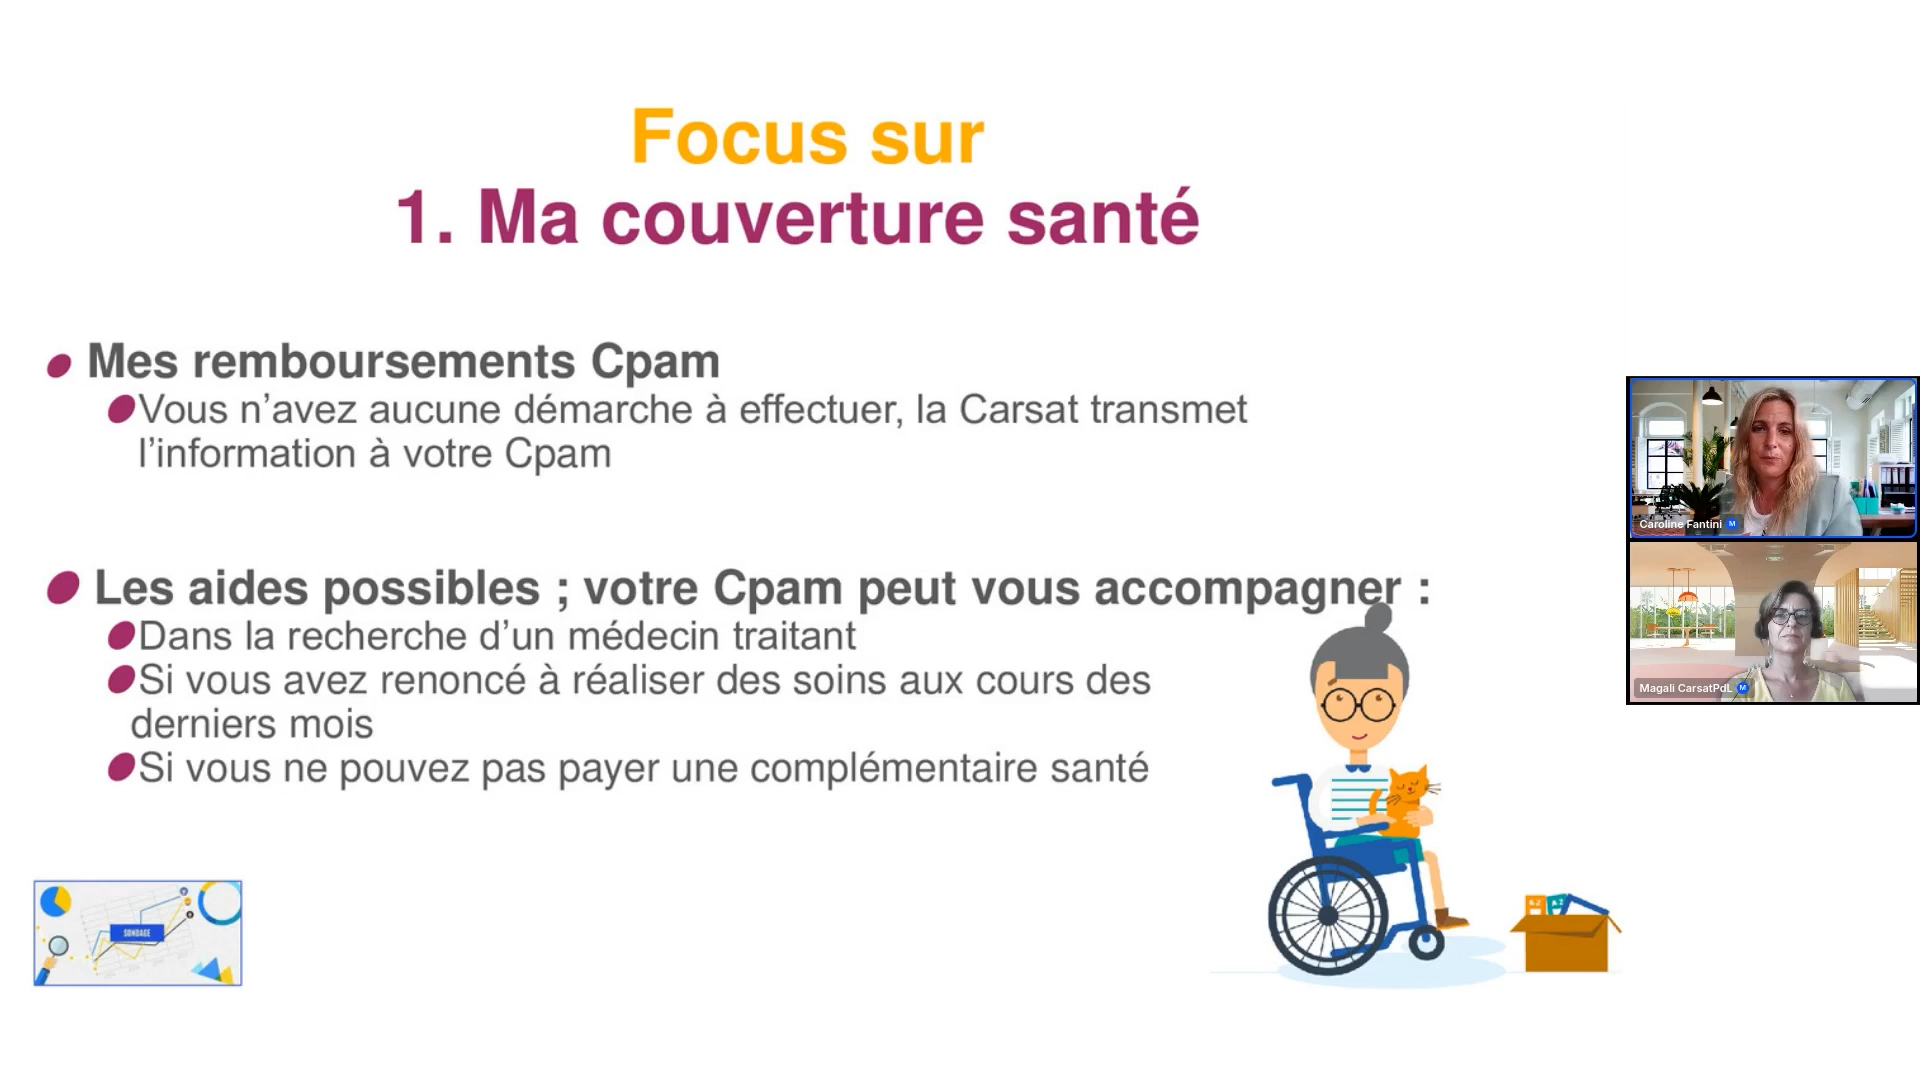 Focus sur
1. Ma couverture santé
Mes remboursements Cpam
Vous n’avez aucune démarche à effectuer, la Carsat transmet
l’information à votre Cpam
Les aides possibles ; votre Cpam peut vous accompagner :
Dans la recherche d’un médecin traitant
Si vous avez renoncé à réaliser des soins aux cours des
derniers mois
Si vous ne pouvez pas payer une complémentaire santé
SONDAGE
Caroline Fantini M
Magali CarsatPdL M